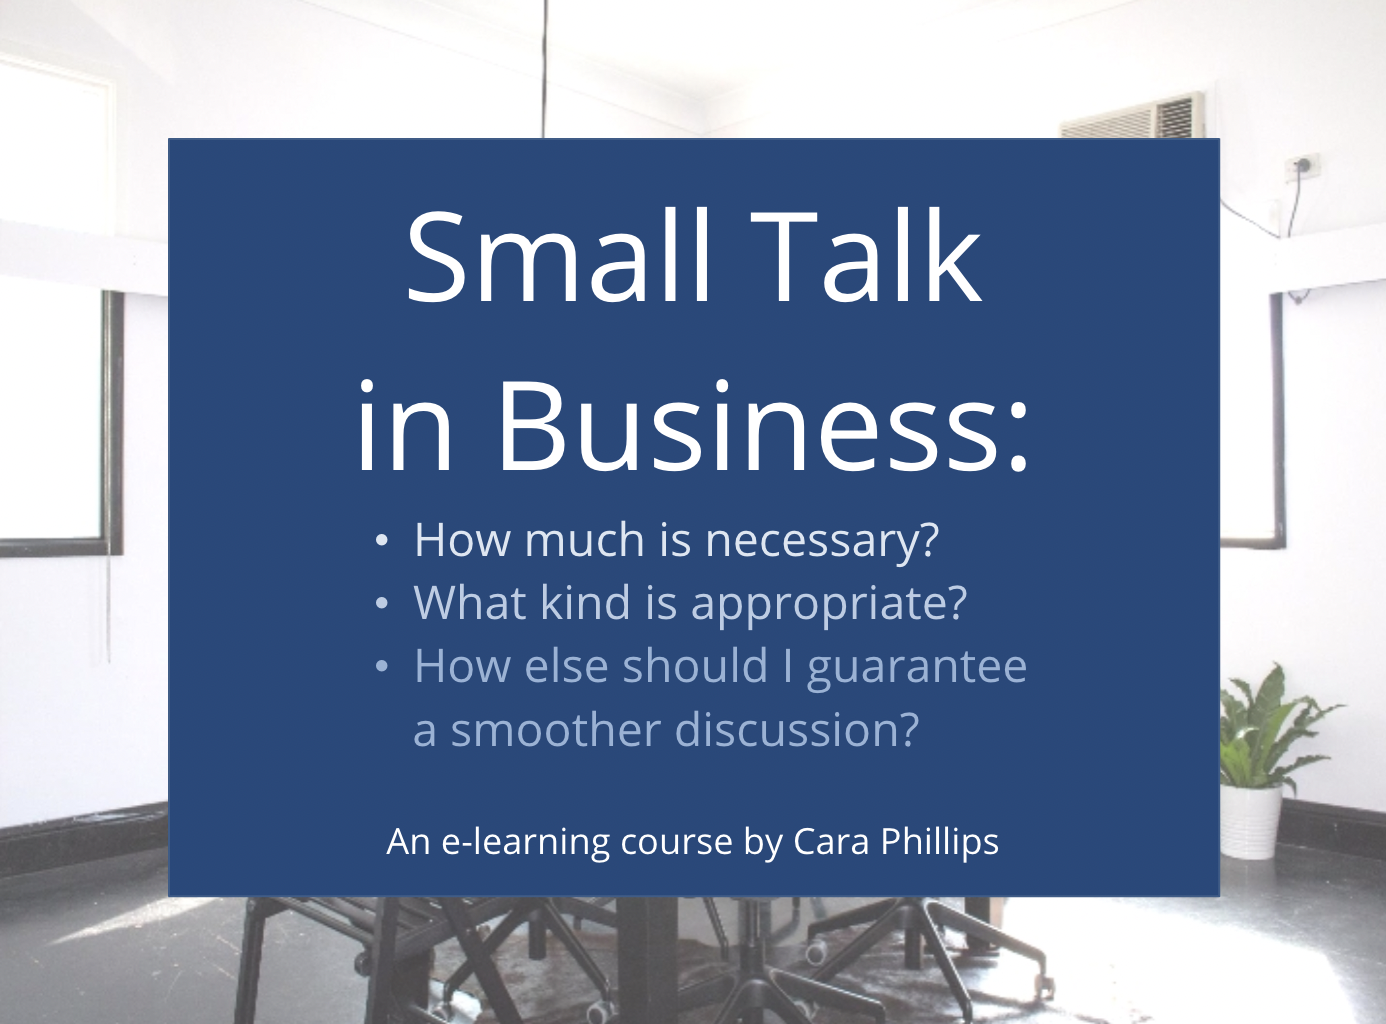 Small Talk
in Business:
• How much is necessary?
• What kind is appropriate?
• How else should I guarantee
a smoother discussion?
An e-learning course by Cara Phillips